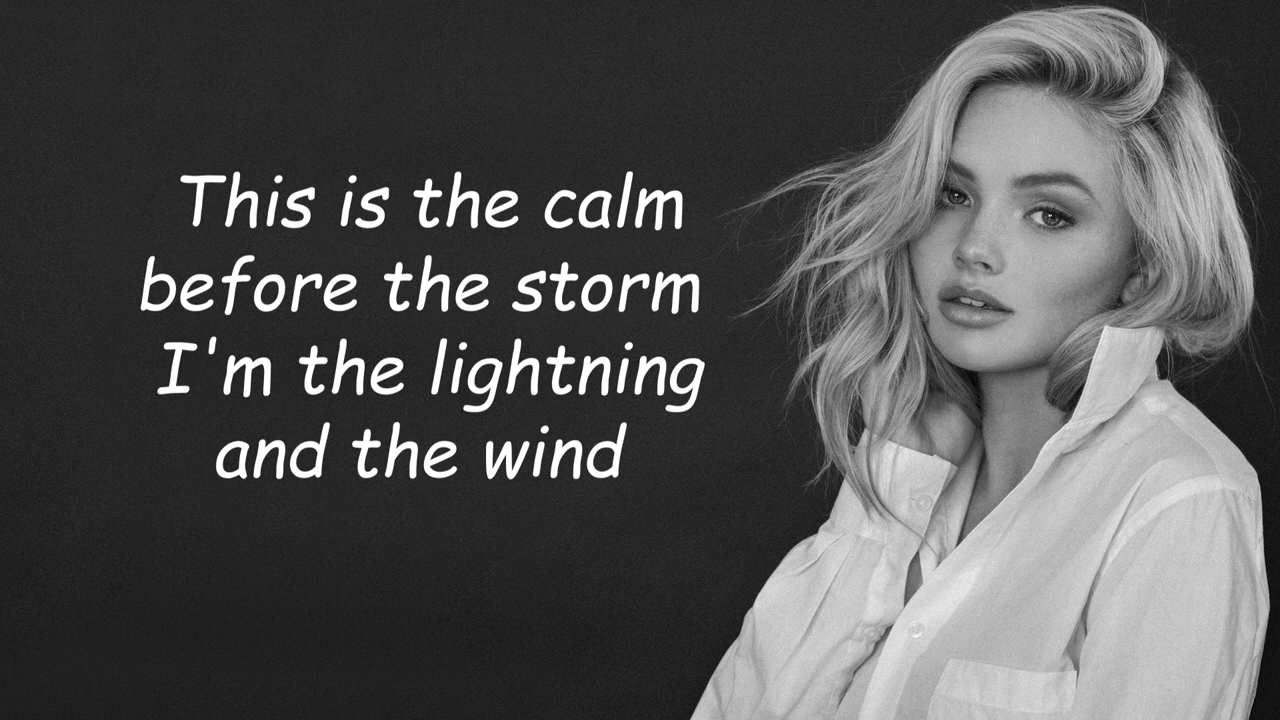 This is the calm
before the storm
I'm the lightning
and the wind